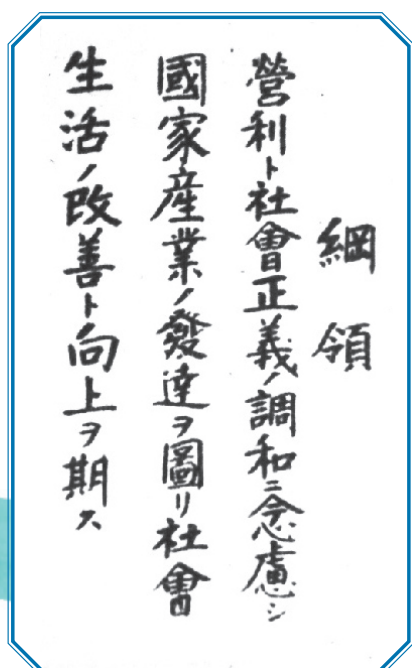 綱領
營利ト社會正義ノ調和ニ念慮シ
國家産業ノ發達ヲ圖リ社會
生活ノ改善ト向上ヲ期ス